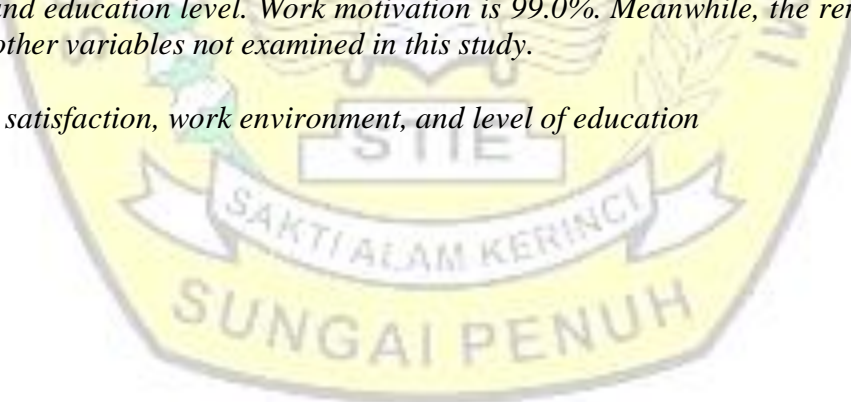 and education level. Work motivation is 99.0%. Meanwhile, the
other variables not examined in this study.
satisfaction, work environment, and level of education
STIE
SAKTI ALAM KERINCI
SUNGAI PENUH